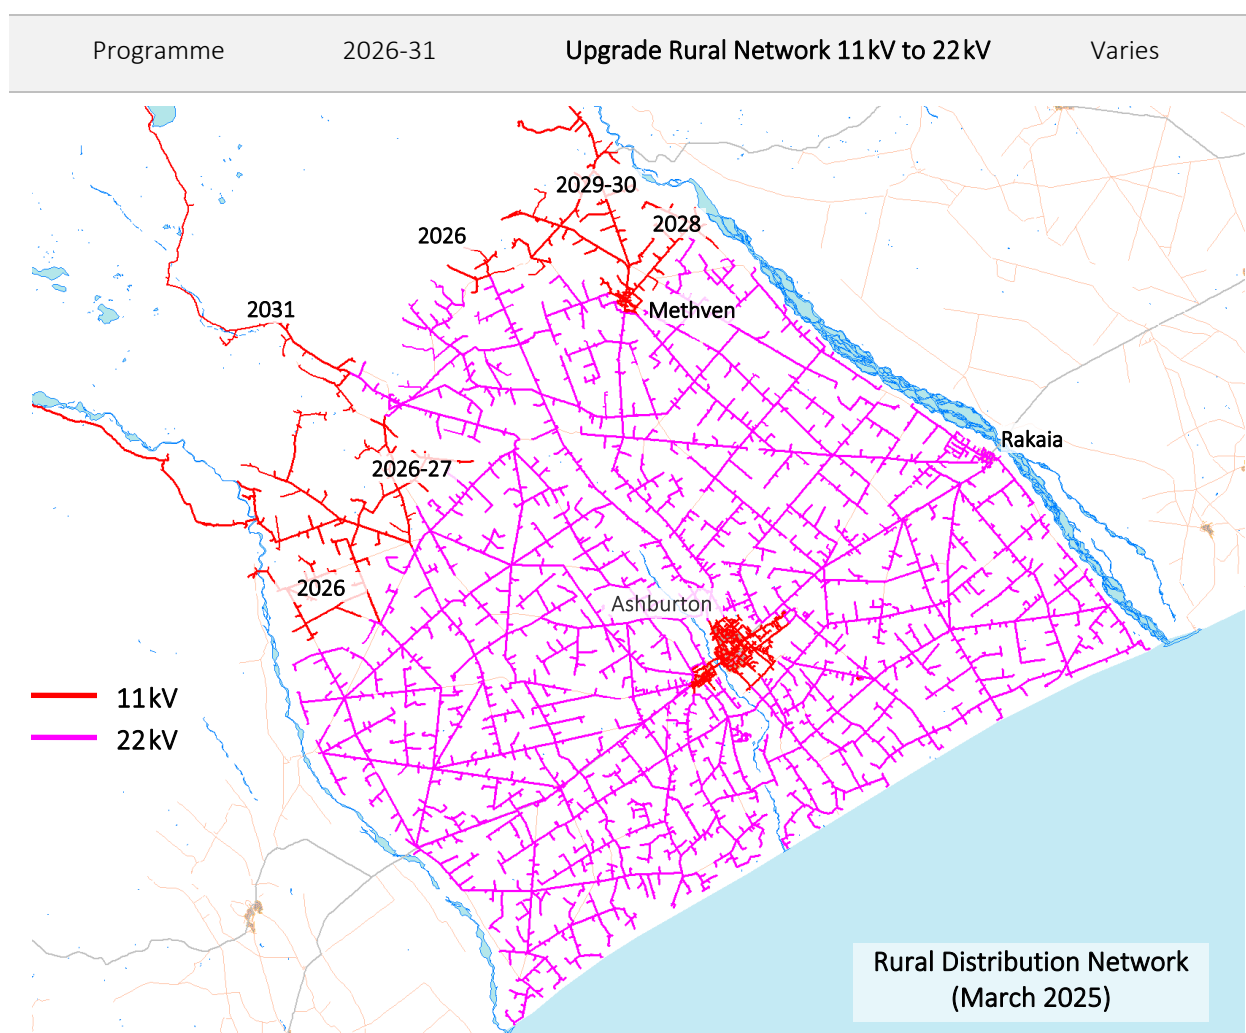 Programme 2026-31 Upgrade Rural Network 11kV to 22kV Varies
2029-30
2028
2026
2031
Methven
Rakaia
2026-27
2026
Ashburton
11kV
22kV
Rural Distribution Network
(March 2025)